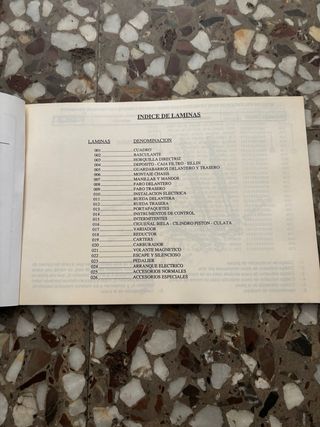 INDICE DE LAMINAS
LAMINAS DENOMINACION
001 CUADRO
002 BASCULANTE
003 HORQUILLA DIRECTRIZ
004 DEPOSITO - CAJA FILTRO - SILLIN
005 GUARDABARROS DELANTERO Y TRASERO
006 MONTAJE CHASIS
007 MANILLAR Y MANDOS
008 FARO DELANTERO
009 FARO TRASERO
010 INSTALACION ELECTRICA
011 RUEDA DELANTERA
012 RUEDA TRASERA
013 PORTAPAQUETES
014 INSTRUMENTOS DE CONTROL
015 INTERMITENTES
016 CIGUEÑAL BIELA - CILINDRO PISTON - CULATA
017 VARIADOR
018 REDUCTOR
019 CARTERS
020 CARBURADOR
021 VOLANTE MAGNETICO
022 ESCAPE Y SILENCIOSO
023 PEDALIER
024 ARRANQUE ELECTRICO
025 ACCESORIOS NORMALES
026 ACCESORIOS ESPECIALES